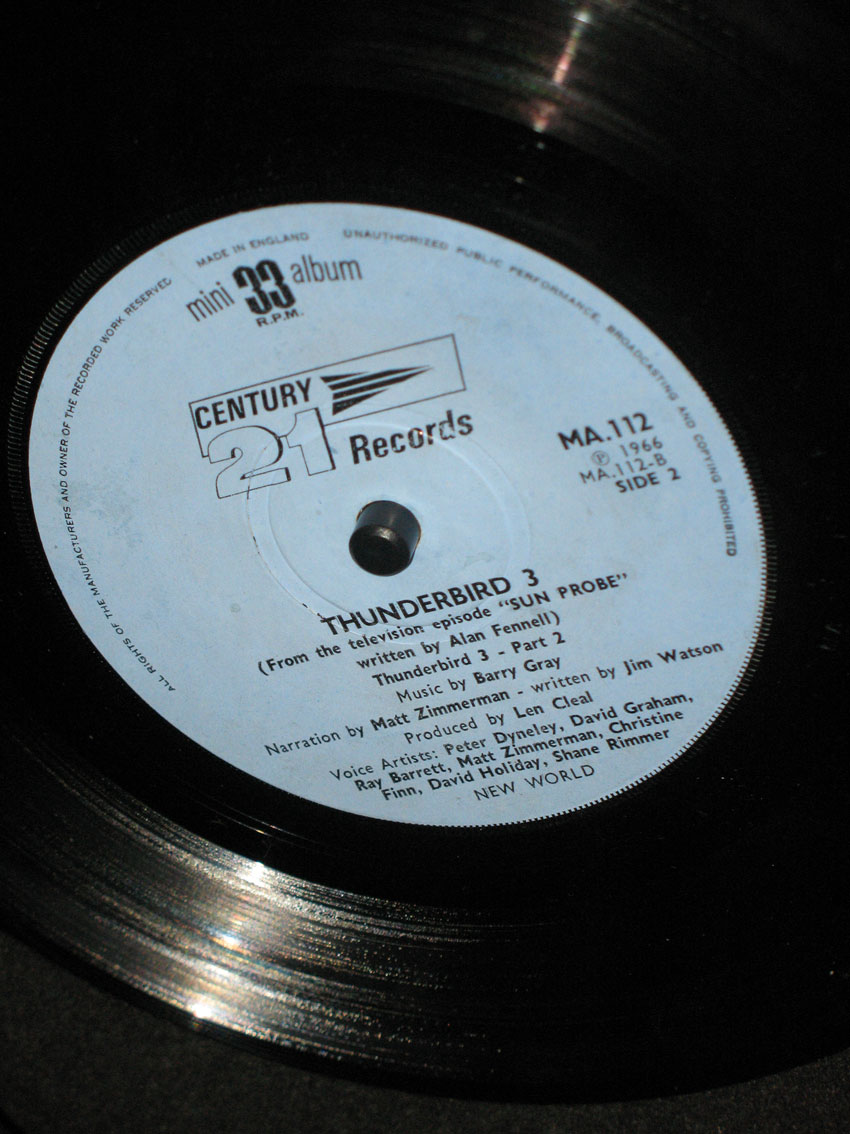 ALL RIGHTS OF THE MANUFACTURERS AND OWNER OF THE RECORDED WORK RESERVED
MADE IN ENGLAND
UNAUTHORIZED PUBLIC PERFORMANCE, BROADCASTING AND COPYING PROHIBITED
mini 33 album
R.P.M.
CENTURY
21 Records
MA.112
℗ 1966
MA.112-B
SIDE 2
THUNDERBIRD 3
(From the television episode "SUN PROBE"
written by Alan Fennell)
Thunderbird 3 - Part 2
Music by Barry Gray
Narration by Matt Zimmerman - written by Jim Watson
Produced by Len Cleal
Voice Artists: Peter Dyneley, David Graham,
Ray Barrett, Matt Zimmerman, Christine
Finn, David Holiday, Shane Rimmer
NEW WORLD